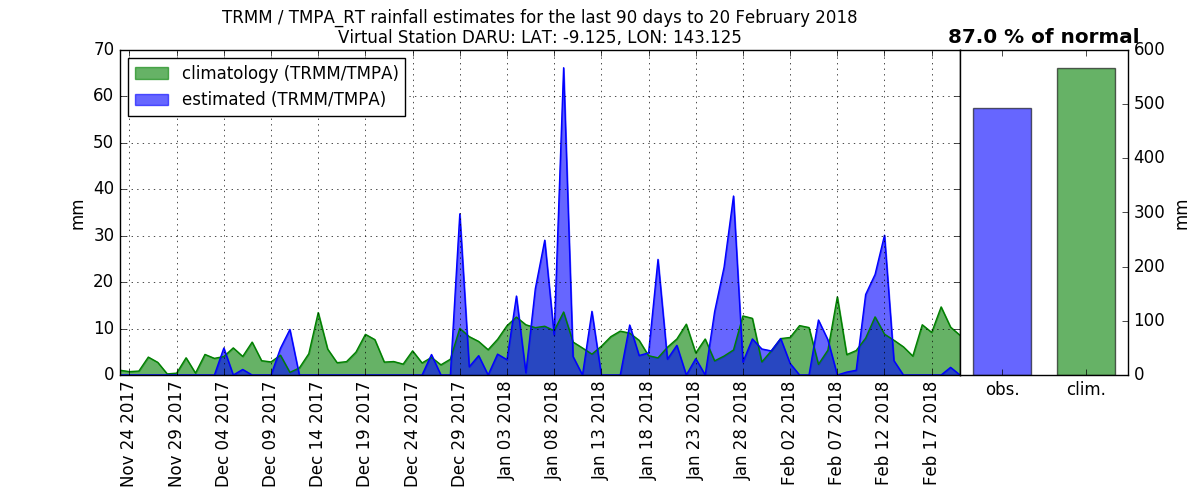 TRMM / TMPA_RT rainfall estimates for the last 90 days to 20 February 2018
Virtual Station DARU: LAT: -9.125, LON: 143.125
87.0 % of normal
climatology (TRMM/TMPA)
estimated (TRMM/TMPA)
mm
70
60
50
40
30
20
10
0
Nov 24 2017
Nov 29 2017
Dec 04 2017
Dec 09 2017
Dec 14 2017
Dec 19 2017
Dec 24 2017
Dec 29 2017
Jan 03 2018
Jan 08 2018
Jan 13 2018
Jan 18 2018
Jan 23 2018
Jan 28 2018
Feb 02 2018
Feb 07 2018
Feb 12 2018
Feb 17 2018
obs.
clim.
600
500
400
300
200
100
0
mm